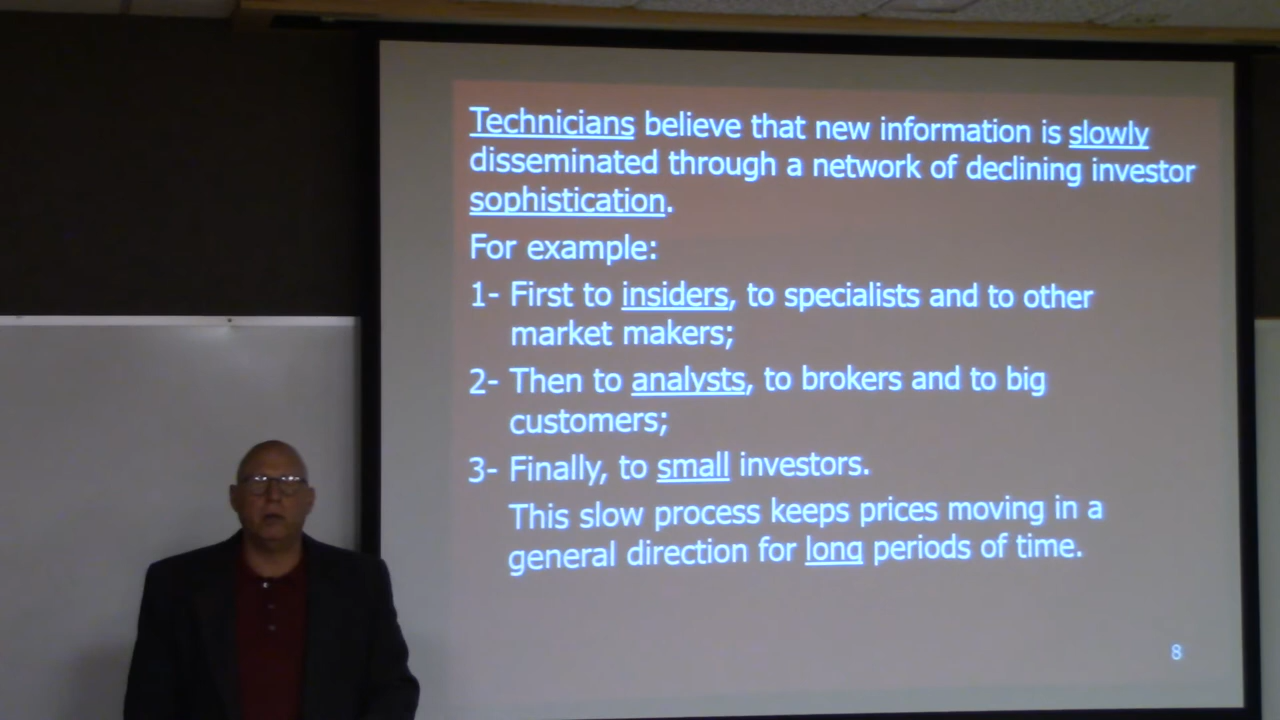 Technicians believe that new information is slowly
disseminated through a network of declining investor
sophistication.
For example:
1- First to insiders, to specialists and to other
market makers;
2- Then to analysts, to brokers and to big
customers;
3- Finally, to small investors.
This slow process keeps prices moving in a
general direction for long periods of time.
8